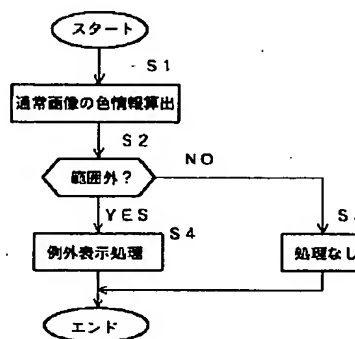 スタート
S1
通常画像の色情報算出
S2
範囲外?
NO
YES
S4
例外表示処理
処理なし
エンド